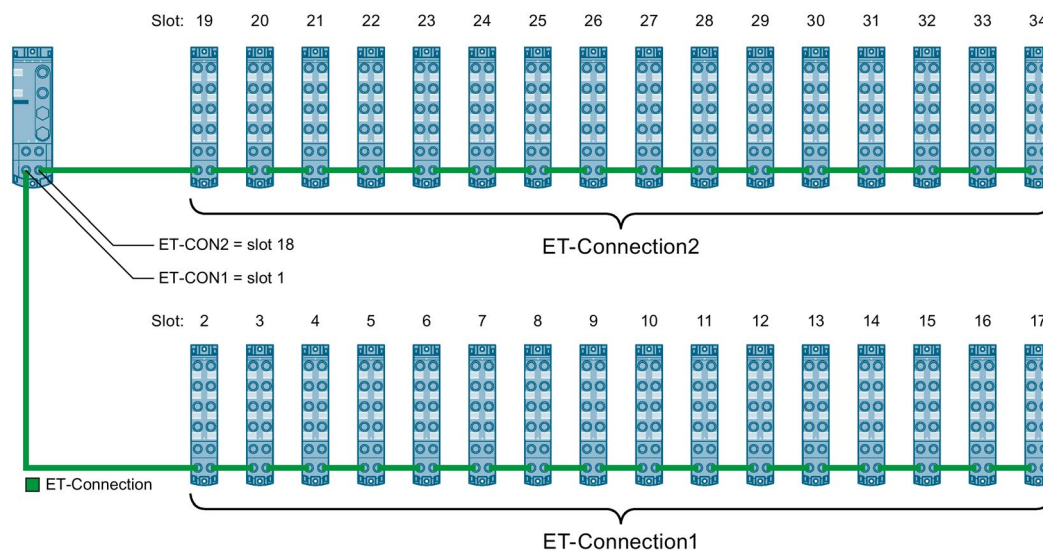 Slot: 19 20 21 22 23 24 25 26 27 28 29 30 31 32 33 34
ET-Connection2
ET-CON2 = slot 18
ET-CON1 = slot 1
Slot: 2 3 4 5 6 7 8 9 10 11 12 13 14 15 16 17
ET-Connection
ET-Connection1